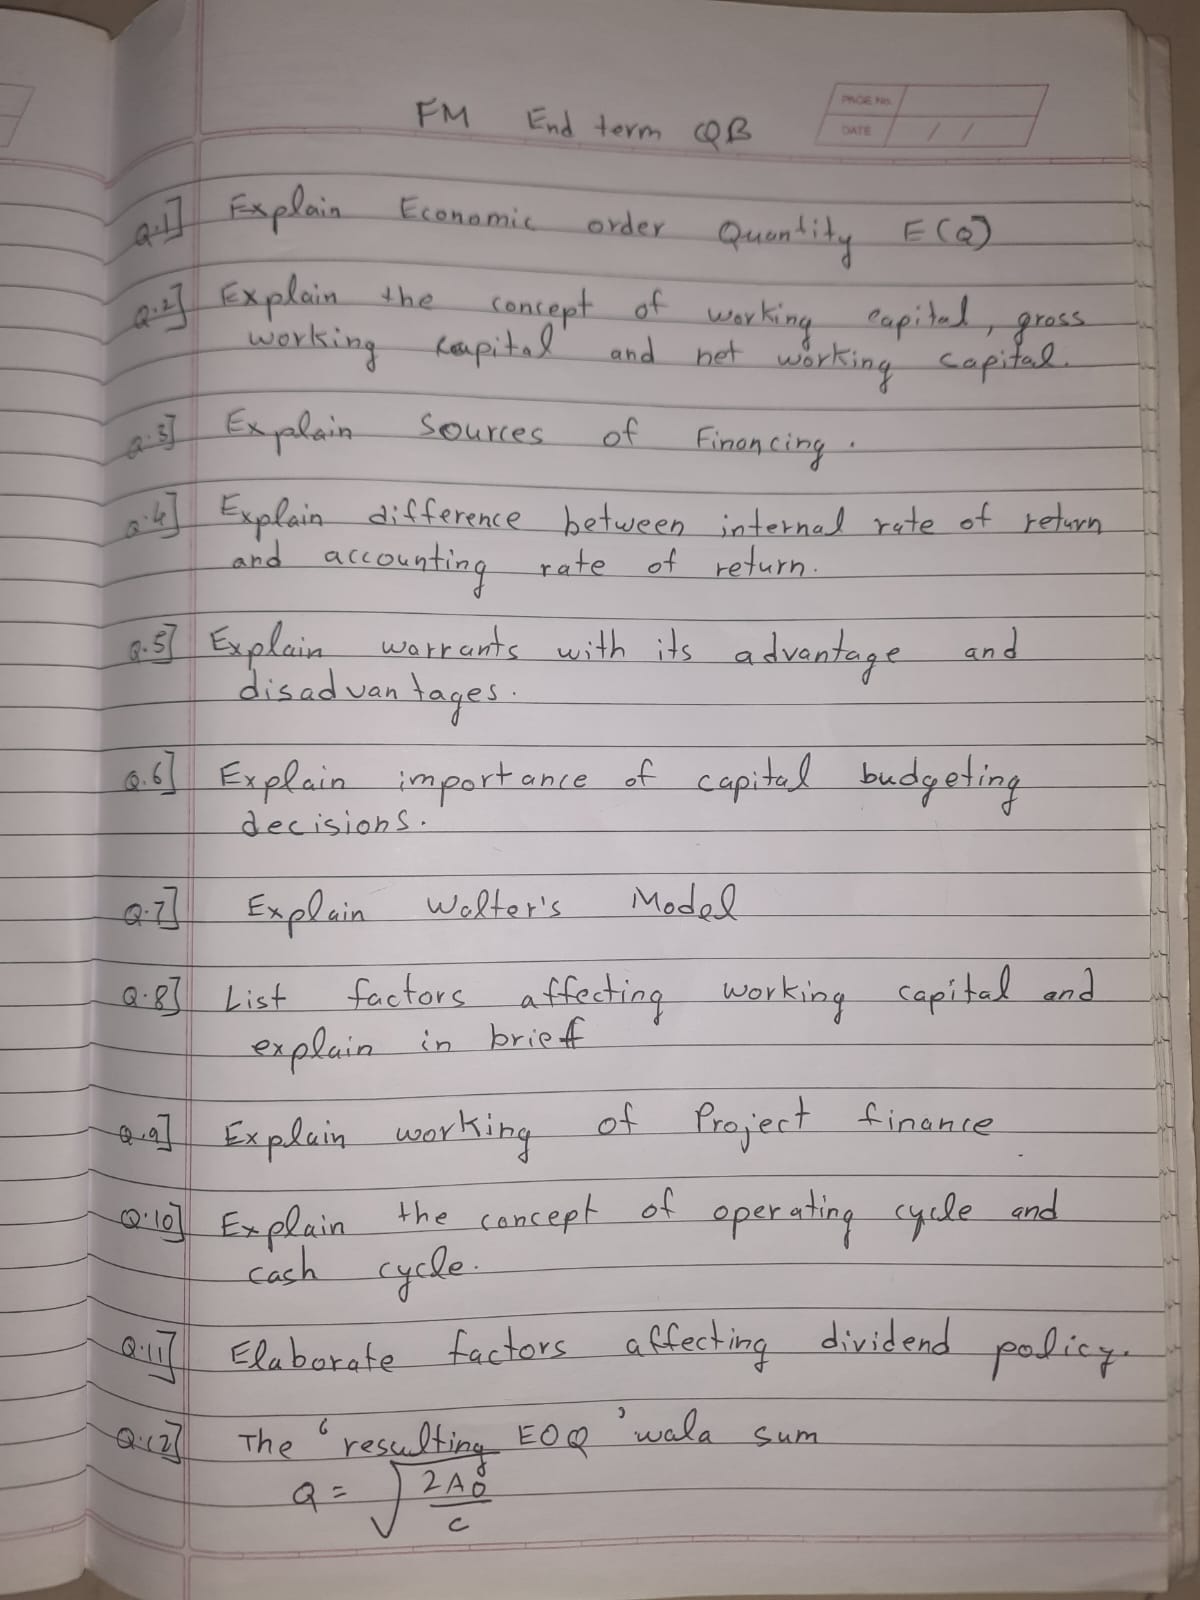 FM End term QB
PAGE No.
DATE / /
Q.1] Explain Economic order Quantity E(Q)
Q.2] Explain the concept of working capital, gross
working capital and net working capital.
Q.3] Explain Sources of Financing.
Q.4] Explain difference between internal rate of return
and accounting rate of return.
Q.5] Explain warrants with its advantage and
disadvantages.
Q.6] Explain importance of capital budgeting
decisions.
Q.7] Explain Walter's Model
Q.8] List factors affecting working capital and
explain in brief
Q.9] Explain working of Project finance
Q.10] Explain the concept of operating cycle and
cash cycle.
Q.11] Elaborate factors affecting dividend policy.
Q.12] The 'resulting EOQ' wala sum
Q = √2AO/c